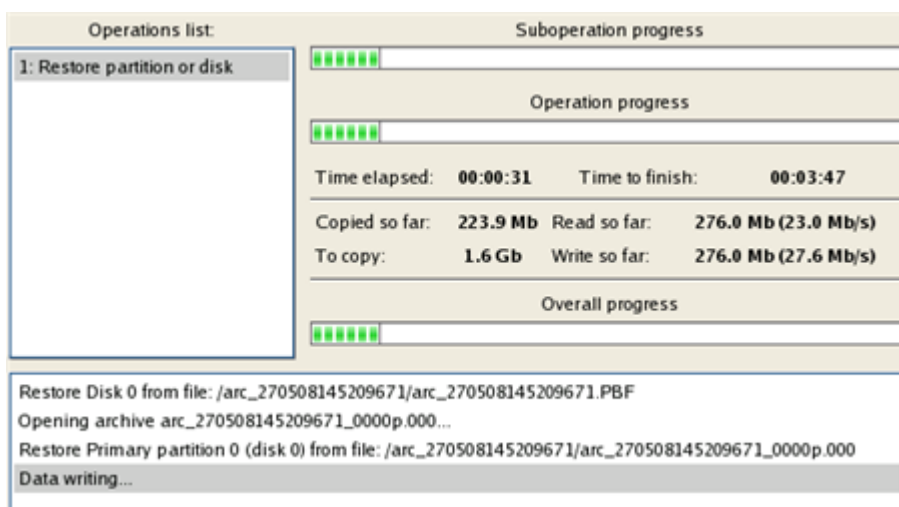 Operations list:
1: Restore partition or disk
Suboperation progress
Operation progress
Time elapsed: 00:00:31 Time to finish: 00:03:47
Copied so far: 223.9 Mb Read so far: 276.0 Mb (23.0 Mb/s)
To copy: 1.6 Gb Write so far: 276.0 Mb (27.6 Mb/s)
Overall progress
Restore Disk 0 from file: /arc_270508145209671/arc_270508145209671.PBF
Opening archive arc_270508145209671_0000p.000...
Restore Primary partition 0 (disk 0) from file: /arc_270508145209671/arc_270508145209671_0000p.000
Data writing...